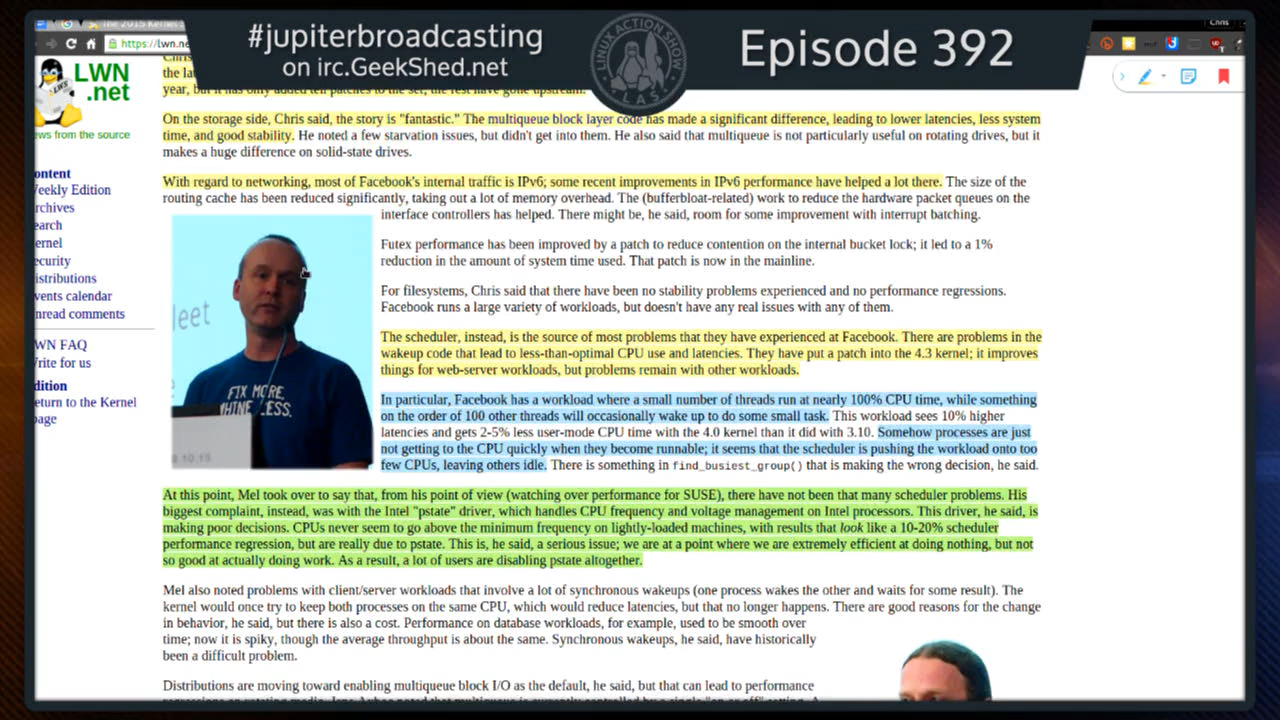 The 2015 Kernel
Chris
#jupiterbroadcasting
on irc.GeekShed.net
LINUX ACTION SHOW
L.A.S.
Episode 392
https://lwn.ne
LWN
.net
ews from the source
ontent
Weekly Edition
rchives
earch
ernel
ecurity
istributions
vents calendar
nread comments
WN FAQ
Write for us
dition
eturn to the Kernel
page
Chris
the la
year, but it has only added ten patches to the set; the rest have gone upstream.
On the storage side, Chris said, the story is "fantastic." The multiqueue block layer code has made a significant difference, leading to lower latencies, less system
time, and good stability. He noted a few starvation issues, but didn't get into them. He also said that multiqueue is not particularly useful on rotating drives, but it
makes a huge difference on solid-state drives.
With regard to networking, most of Facebook's internal traffic is IPv6; some recent improvements in IPv6 performance have helped a lot there. The size of the
routing cache has been reduced significantly, taking out a lot of memory overhead. The (bufferbloat-related) work to reduce the hardware packet queues on the
interface controllers has helped. There might be, he said, room for some improvement with interrupt batching.
Futex performance has been improved by a patch to reduce contention on the internal bucket lock; it led to a 1%
reduction in the amount of system time used. That patch is now in the mainline.
For filesystems, Chris said that there have been no stability problems experienced and no performance regressions.
Facebook runs a large variety of workloads, but doesn't have any real issues with any of them.
The scheduler, instead, is the source of most problems that they have experienced at Facebook. There are problems in the
wakeup code that lead to less-than-optimal CPU use and latencies. They have put a patch into the 4.3 kernel; it improves
things for web-server workloads, but problems remain with other workloads.
In particular, Facebook has a workload where a small number of threads run at nearly 100% CPU time, while something
on the order of 100 other threads will occasionally wake up to do some small task. This workload sees 10% higher
latencies and gets 2-5% less user-mode CPU time with the 4.0 kernel than it did with 3.10. Somehow processes are just
not getting to the CPU quickly when they become runnable; it seems that the scheduler is pushing the workload onto too
few CPUs, leaving others idle. There is something in find_busiest_group() that is making the wrong decision, he said.
leet
FIX MORE,
WHINE LESS.
8.10.15
At this point, Mel took over to say that, from his point of view (watching over performance for SUSE), there have not been that many scheduler problems. His
biggest complaint, instead, was with the Intel "pstate" driver, which handles CPU frequency and voltage management on Intel processors. This driver, he said, is
making poor decisions. CPUs never seem to go above the minimum frequency on lightly-loaded machines, with results that look like a 10-20% scheduler
performance regression, but are really due to pstate. This is, he said, a serious issue; we are at a point where we are extremely efficient at doing nothing, but not
so good at actually doing work. As a result, a lot of users are disabling pstate altogether.
Mel also noted problems with client/server workloads that involve a lot of synchronous wakeups (one process wakes the other and waits for some result). The
kernel would once try to keep both processes on the same CPU, which would reduce latencies, but that no longer happens. There are good reasons for the change
in behavior, he said, but there is also a cost. Performance on database workloads, for example, used to be smooth over
time; now it is spiky, though the average throughput is about the same. Synchronous wakeups, he said, have historically
been a difficult problem.
Distributions are moving toward enabling multiqueue block I/O as the default, he said, but that can lead to performance